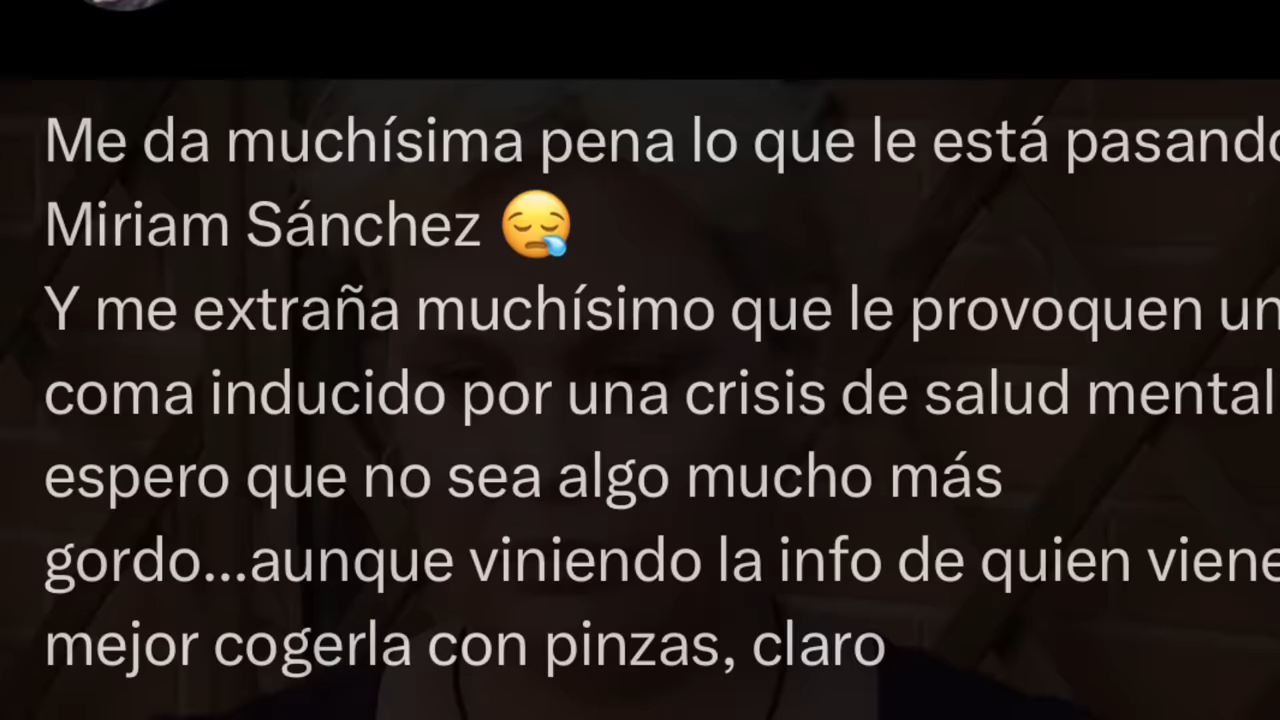 Me da muchísima pena lo que le está pasando
Miriam Sánchez 😪
Y me extraña muchísimo que le provoquen un
coma inducido por una crisis de salud mental
espero que no sea algo mucho más
gordo...aunque viniendo la info de quien viene
mejor cogerla con pinzas, claro